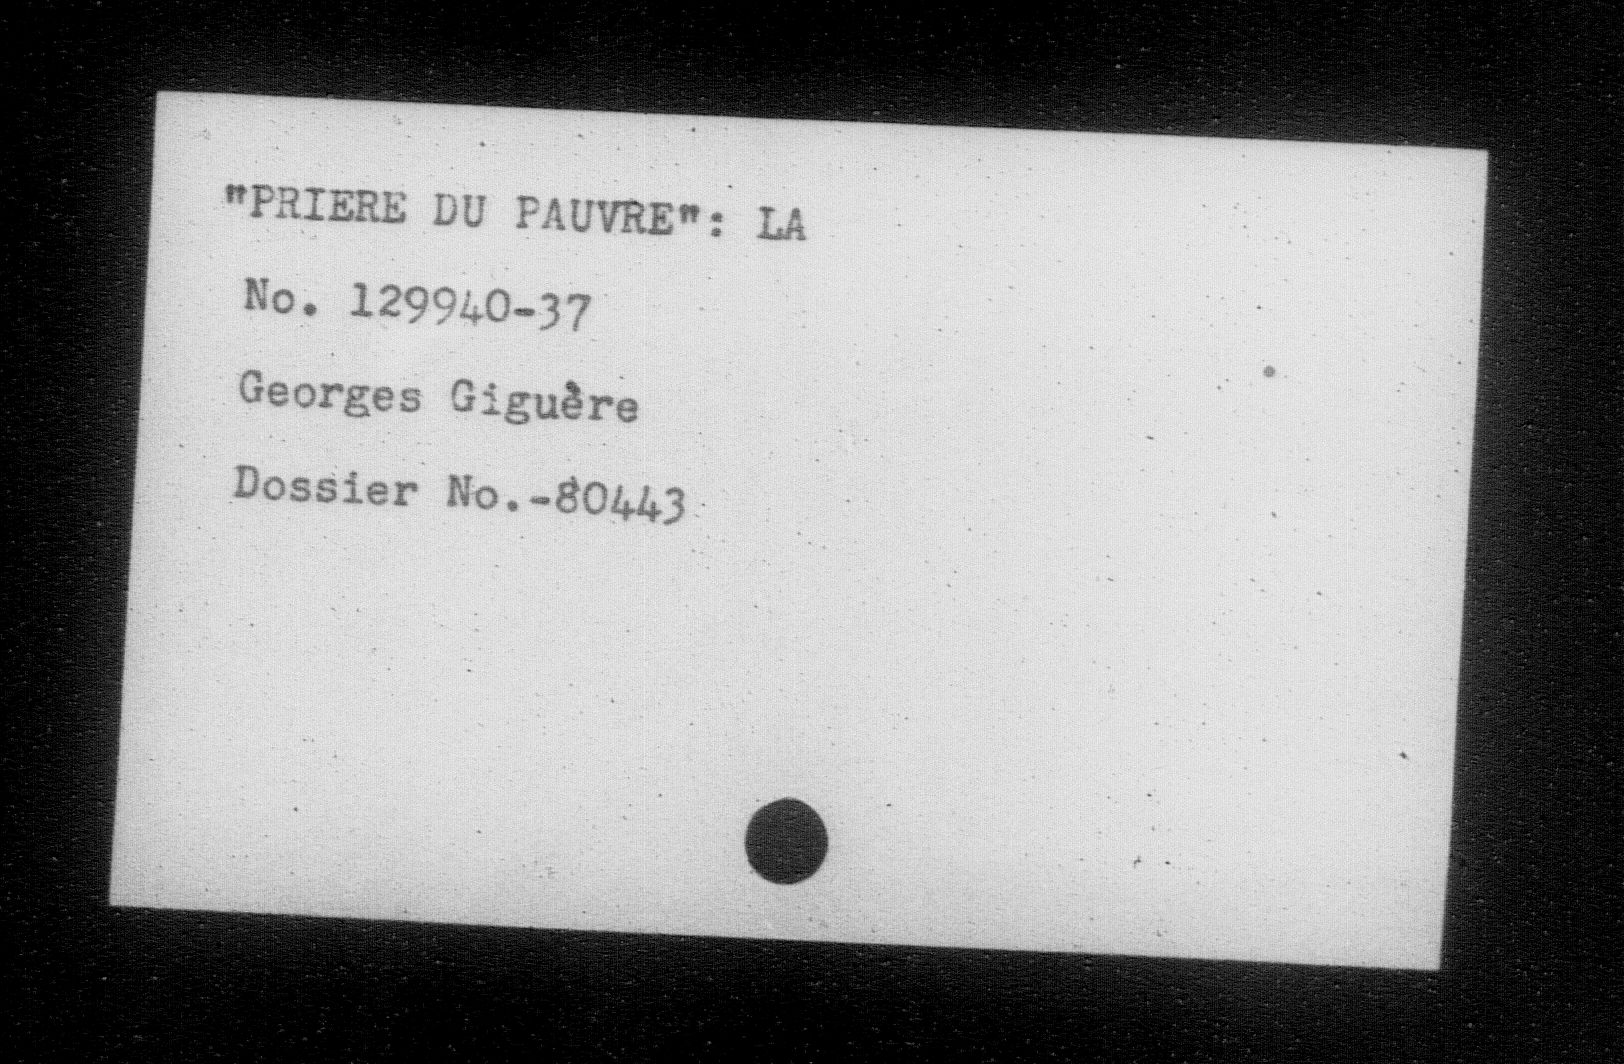 "PRIERE DU PAUVRE": LA
No. 129940-37
Georges Giguère
Dossier No.-80443